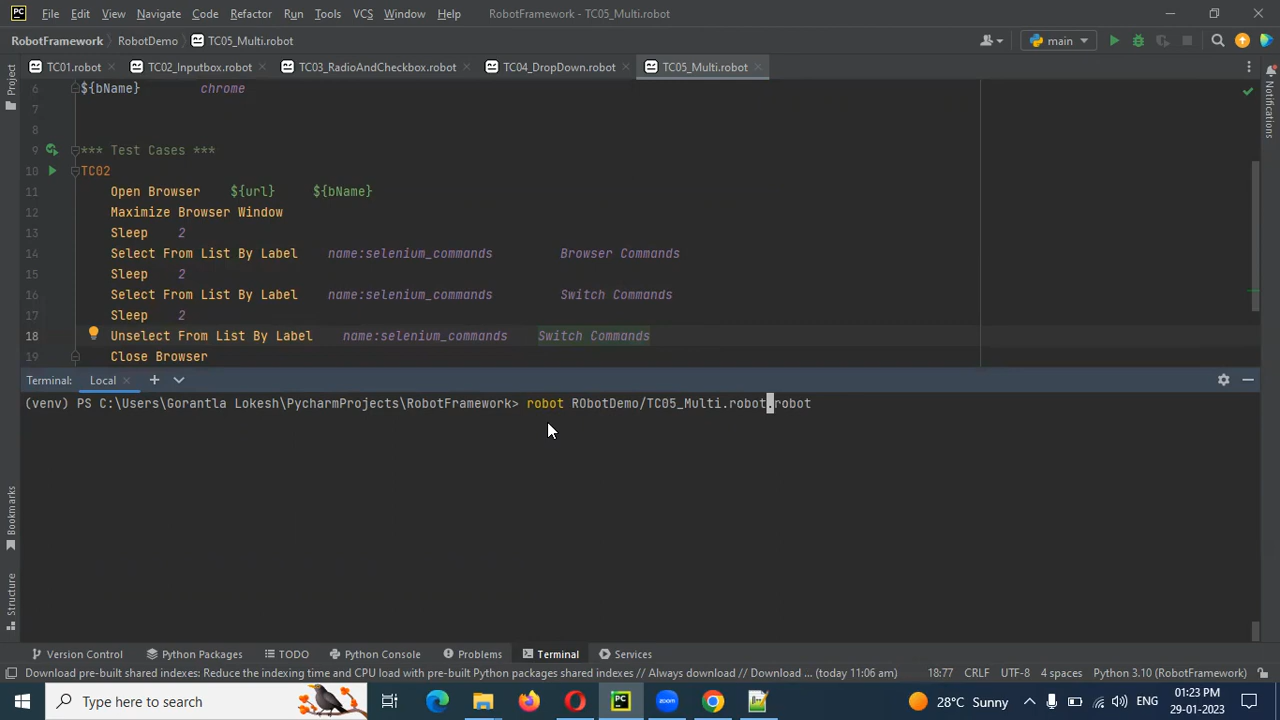 PC File Edit View Navigate Code Refactor Run Tools VCS Window Help RobotFramework - TC05_Multi.robot
RobotFramework RobotDemo TC05_Multi.robot main
TC01.robot TC02_Inputbox.robot TC03_RadioAndCheckbox.robot TC04_DropDown.robot TC05_Multi.robot
Project
Notifications
6 ${bName} chrome
7
8
9 *** Test Cases ***
10 TC02
11 Open Browser ${url} ${bName}
12 Maximize Browser Window
13 Sleep 2
14 Select From List By Label name:selenium_commands Browser Commands
15 Sleep 2
16 Select From List By Label name:selenium_commands Switch Commands
17 Sleep 2
18 Unselect From List By Label name:selenium_commands Switch Commands
19 Close Browser
Terminal: Local
(venv) PS C:\Users\Gorantla Lokesh\PycharmProjects\RobotFramework> robot RObotDemo/TC05_Multi.robot.robot
Bookmarks
Structure
Version Control Python Packages TODO Python Console Problems Terminal Services
Download pre-built shared indexes: Reduce the indexing time and CPU load with pre-built Python packages shared indexes // Always download // Download ... (today 11:06 am) 18:77 CRLF UTF-8 4 spaces Python 3.10 (RobotFramework)
Type here to search PC zoom 28°C Sunny ENG 01:23 PM
29-01-2023